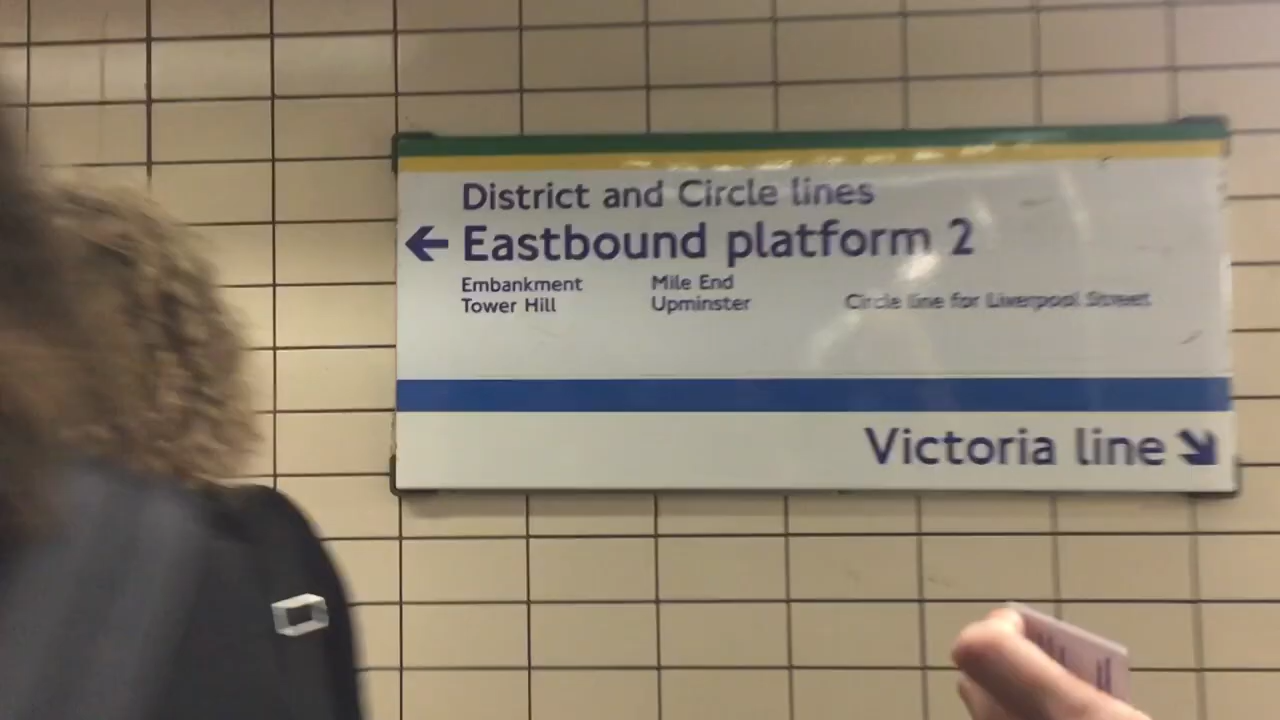 District and Circle lines
Eastbound platform 2
Embankment
Tower Hill
Mile End
Upminster
Circle line for Liverpool Street
Victoria line